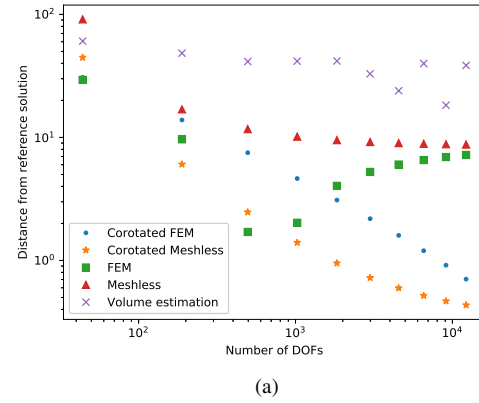 10²
10¹
10⁰
Distance from reference solution
Corotated FEM
Corotated Meshless
FEM
Meshless
Volume estimation
10²
10³
10⁴
Number of DOFs
(a)